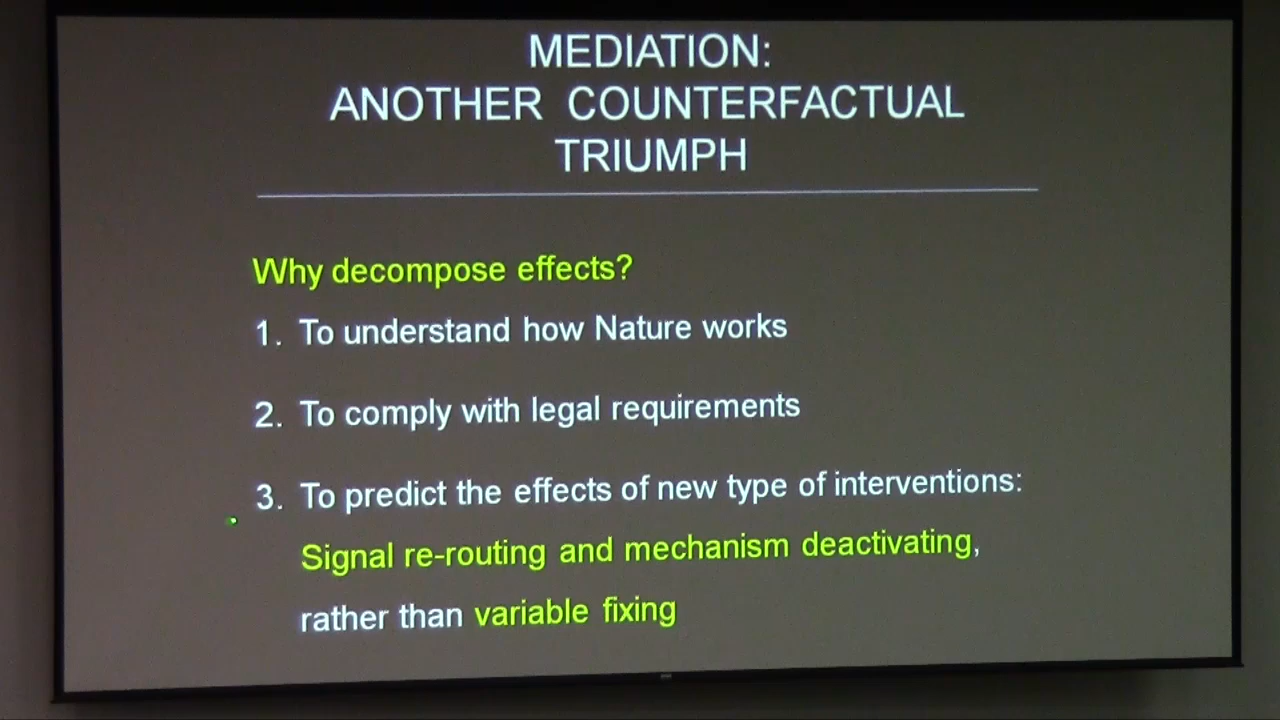 MEDIATION:
ANOTHER COUNTERFACTUAL
TRIUMPH
Why decompose effects?
1. To understand how Nature works
2. To comply with legal requirements
3. To predict the effects of new type of interventions:
Signal re-routing and mechanism deactivating,
rather than variable fixing